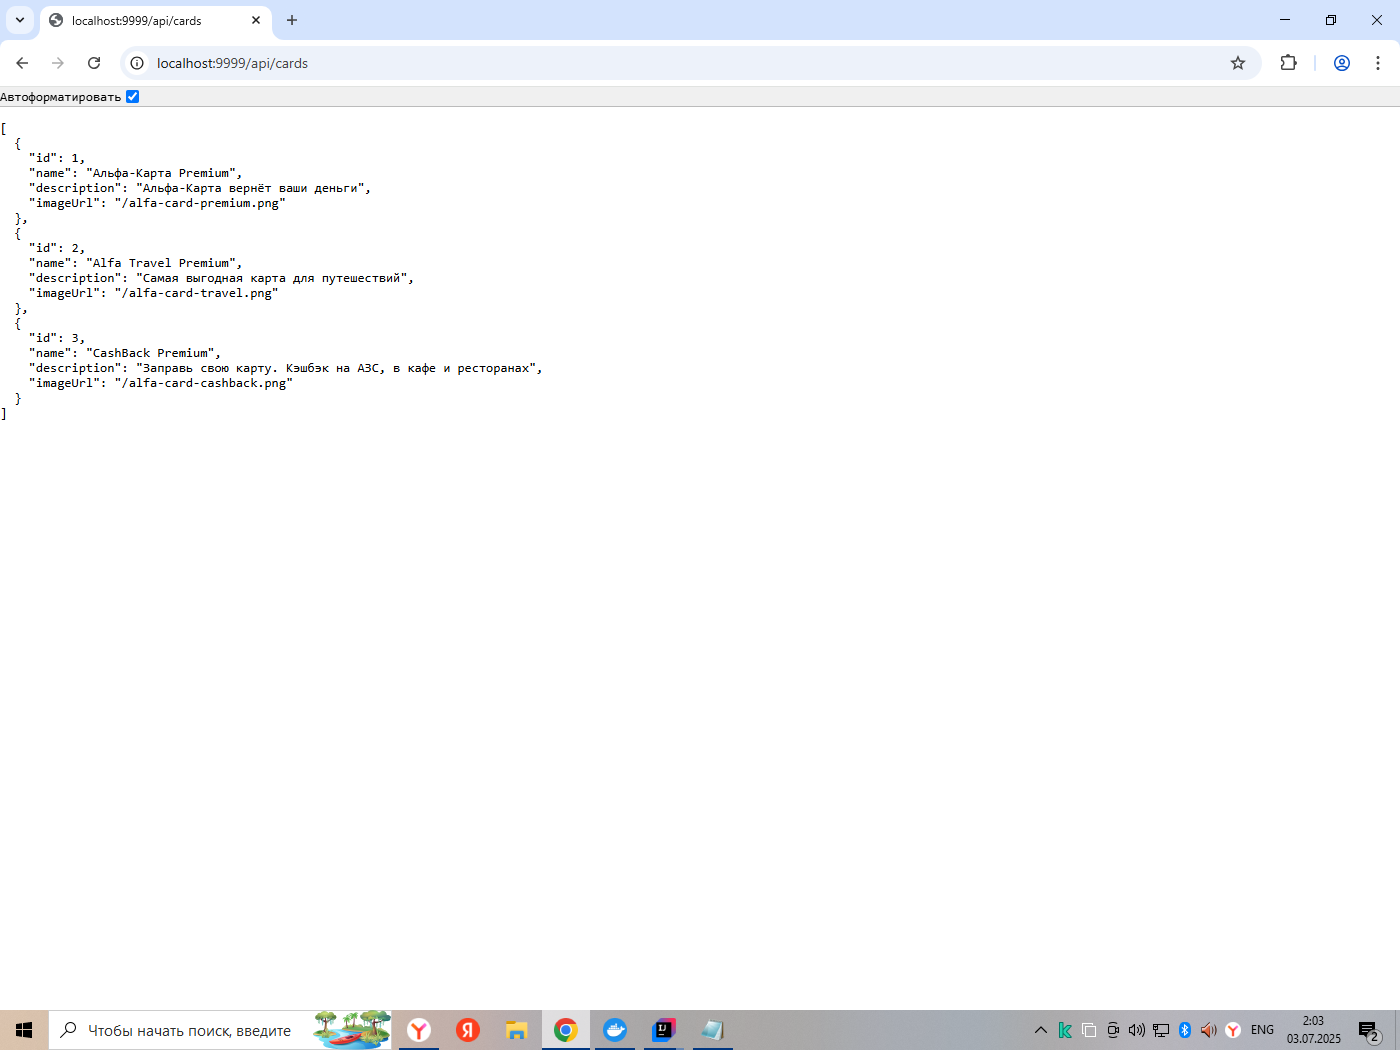 localhost:9999/api/cards
localhost:9999/api/cards
Автоформатировать
[
  {
    "id": 1,
    "name": "Альфа-Карта Premium",
    "description": "Альфа-Карта вернёт ваши деньги",
    "imageUrl": "/alfa-card-premium.png"
  },
  {
    "id": 2,
    "name": "Alfa Travel Premium",
    "description": "Самая выгодная карта для путешествий",
    "imageUrl": "/alfa-card-travel.png"
  },
  {
    "id": 3,
    "name": "CashBack Premium",
    "description": "Заправь свою карту. Кэшбэк на АЗС, в кафе и ресторанах",
    "imageUrl": "/alfa-card-cashback.png"
  }
]
Чтобы начать поиск, введите
Y
Я
IJ
k
Y
ENG
2:03
03.07.2025
2